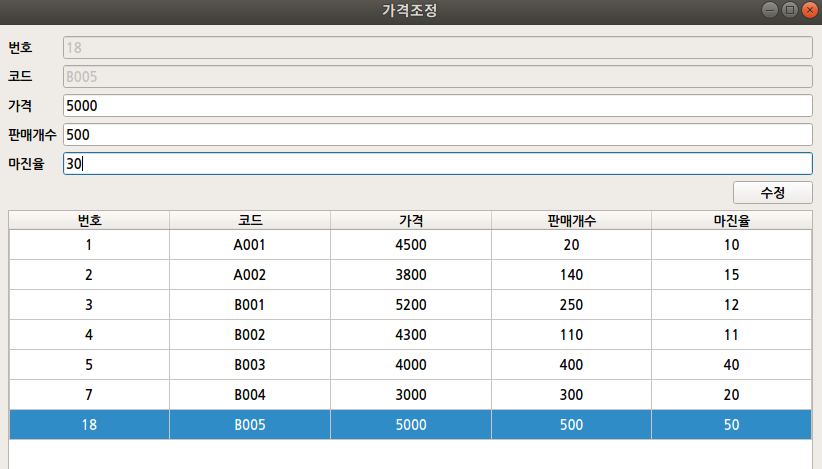 가격조정
번호 18
코드 B005
가격 5000
판매개수 500
마진율 30
수정
번호 코드 가격 판매개수 마진율
1 A001 4500 20 10
2 A002 3800 140 15
3 B001 5200 250 12
4 B002 4300 110 11
5 B003 4000 400 40
7 B004 3000 300 20
18 B005 5000 500 50